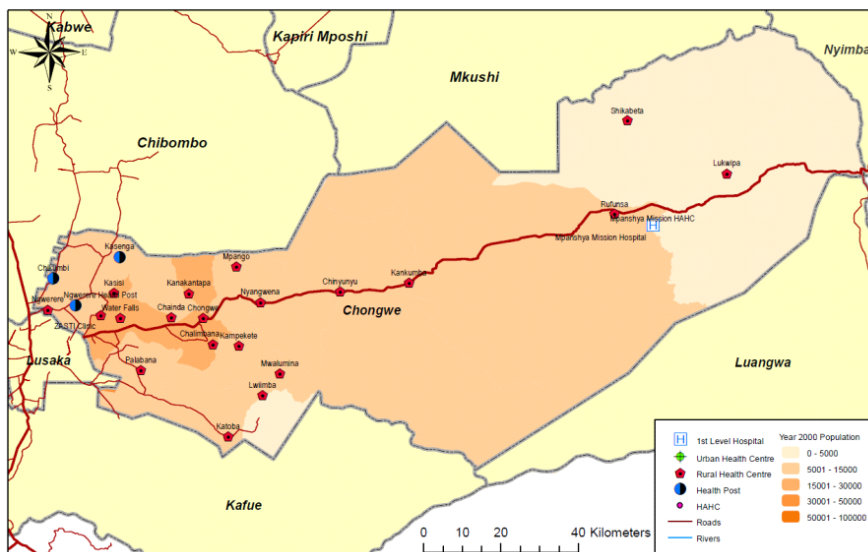 Kabwe
N
W E
S
Kapiri Mposhi
Nyimba
Mkushi
Shikabeta
Chibombo
Lukwipa
Rufunsa
Mpanshya Mission HAHC
Mpanshya Mission Hospital
Kasenga
Mpango
Kankumba
Kasisi
Kanakantapa
Chinyunyu
Ngwerere Health Post
Nyangwena
Ngwerere
Water Falls
Chainda
Chongwe
Chongwe
ZASTI Clinic
Chalimbana
Kampekete
Lusaka
Palabana
Mwalumina
Luangwa
Lwiimba
Katoba
Kafue
1st Level Hospital
Urban Health Centre
Rural Health Centre
Health Post
HAHC
Roads
Rivers
Year 2000 Population
0 - 5000
5001 - 15000
15001 - 30000
30001 - 50000
50001 - 100000
0 5 10 20 30 40 Kilometers